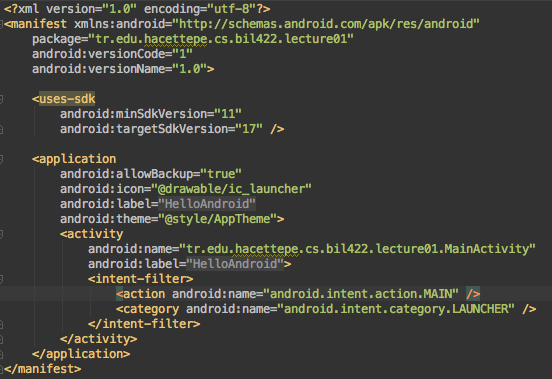 <?xml version="1.0" encoding="utf-8"?>
<manifest xmlns:android="http://schemas.android.com/apk/res/android"
    package="tr.edu.hacettepe.cs.bil422.lecture01"
    android:versionCode="1"
    android:versionName="1.0">

    <uses-sdk
        android:minSdkVersion="11"
        android:targetSdkVersion="17" />

    <application
        android:allowBackup="true"
        android:icon="@drawable/ic_launcher"
        android:label="HelloAndroid"
        android:theme="@style/AppTheme">
        <activity
            android:name="tr.edu.hacettepe.cs.bil422.lecture01.MainActivity"
            android:label="HelloAndroid">
            <intent-filter>
                <action android:name="android.intent.action.MAIN" />
                <category android:name="android.intent.category.LAUNCHER" />
            </intent-filter>
        </activity>
    </application>
</manifest>